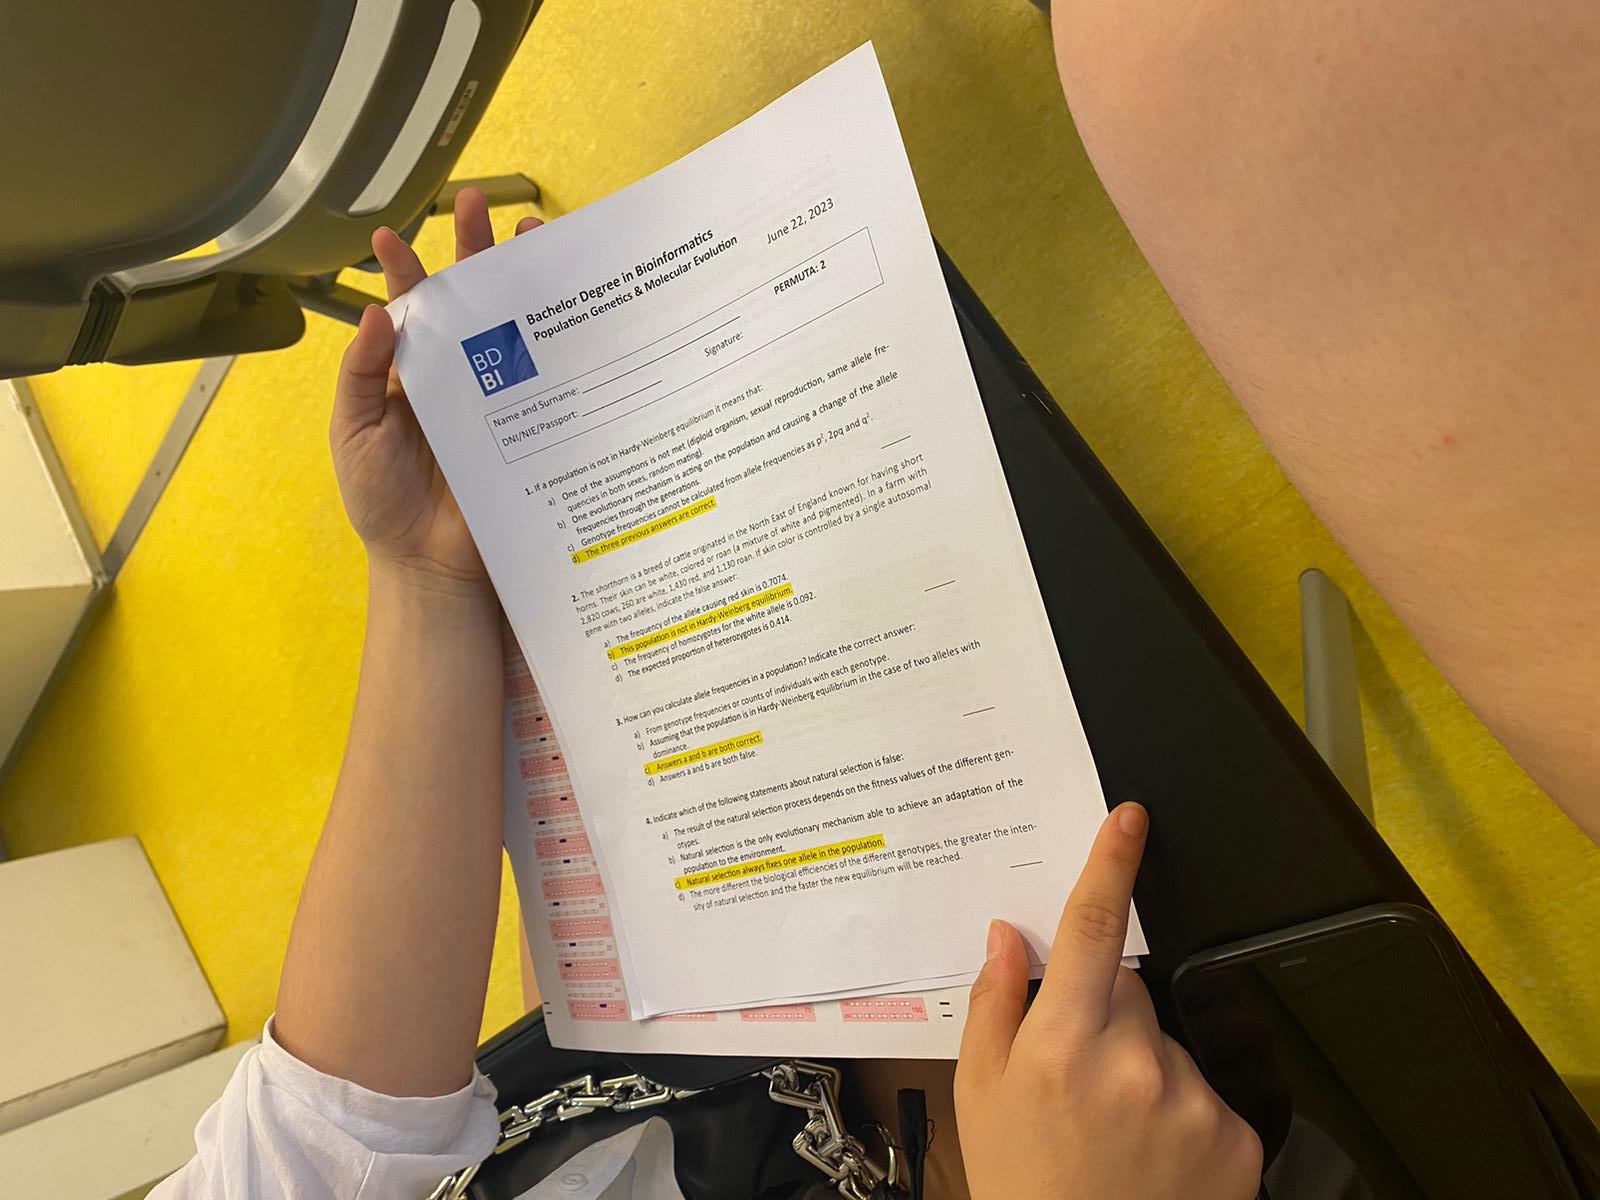 BD
BI
Bachelor Degree in Bioinformatics
Population Genetics & Molecular Evolution
June 22, 2023
Name and Surname:
DNI/NIE/Passport:
Signature:
PERMUTA: 2
1. If a population is not in Hardy-Weinberg equilibrium it means that:
a) One of the assumptions is not met (diploid organism, sexual reproduction, same allele fre-
quencies in both sexes, random mating).
b) One evolutionary mechanism is acting on the population and causing a change of the allele
frequencies through the generations.
c) Genotype frequencies cannot be calculated from allele frequencies as p², 2pq and q².
d) The three previous answers are correct.
2. The shorthorn is a breed of cattle originated in the North East of England known for having short
horns. Their skin can be white, colored or roan (a mixture of white and pigmented). In a farm with
2,820 cows, 260 are white, 1,430 red, and 1,130 roan. If skin color is controlled by a single autosomal
gene with two alleles, indicate the false answer:
a) The frequency of the allele causing red skin is 0.7074.
b) This population is not in Hardy-Weinberg equilibrium.
c) The frequency of homozygotes for the white allele is 0.092.
d) The expected proportion of heterozygotes is 0.414.
3. How can you calculate allele frequencies in a population? Indicate the correct answer:
a) From genotype frequencies or counts of individuals with each genotype.
b) Assuming that the population is in Hardy-Weinberg equilibrium in the case of two alleles with
dominance.
c) Answers a and b are both correct.
d) Answers a and b are both false.
4. Indicate which of the following statements about natural selection is false:
a) The result of the natural selection process depends on the fitness values of the different gen-
otypes.
b) Natural selection is the only evolutionary mechanism able to achieve an adaptation of the
population to the environment.
c) Natural selection always fixes one allele in the population.
d) The more different the biological efficiencies of the different genotypes, the greater the inten-
sity of natural selection and the faster the new equilibrium will be reached.
75
100